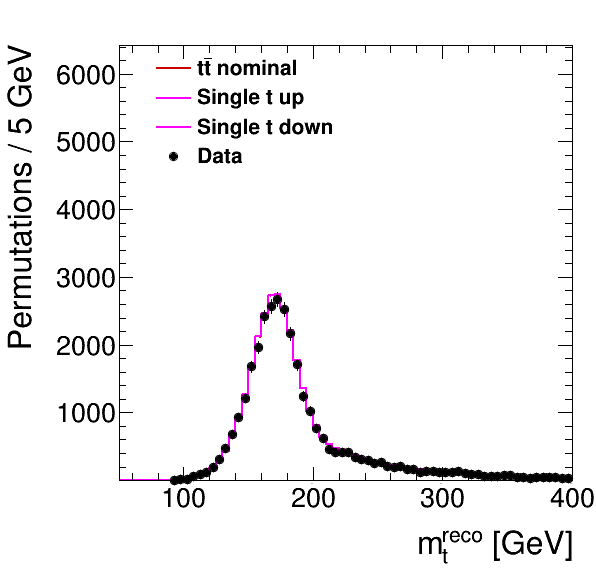 Permutations / 5 GeV
6000
5000
4000
3000
2000
1000
tt̄ nominal
Single t up
Single t down
Data
100 200 300 400
m_t^reco [GeV]